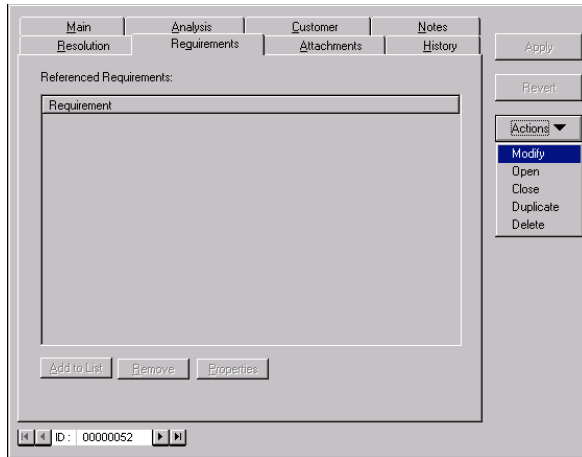 Main Analysis Customer Notes
Resolution Requirements Attachments History
Apply
Referenced Requirements:
Revert
Requirement
Actions
Modify
Open
Close
Duplicate
Delete
Add to List Remove Properties
ID : 00000052